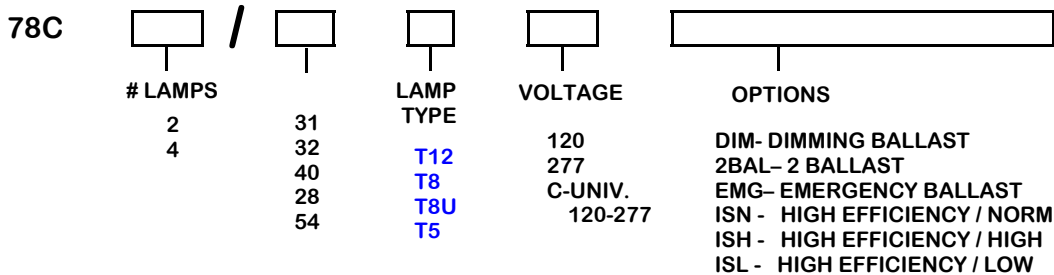 78C /
# LAMPS
2
4
31
32
40
28
54
LAMP
TYPE
T12
T8
T8U
T5
VOLTAGE
120
277
C-UNIV.
120-277
OPTIONS
DIM- DIMMING BALLAST
2BAL– 2 BALLAST
EMG– EMERGENCY BALLAST
ISN - HIGH EFFICIENCY / NORM
ISH - HIGH EFFICIENCY / HIGH
ISL - HIGH EFFICIENCY / LOW